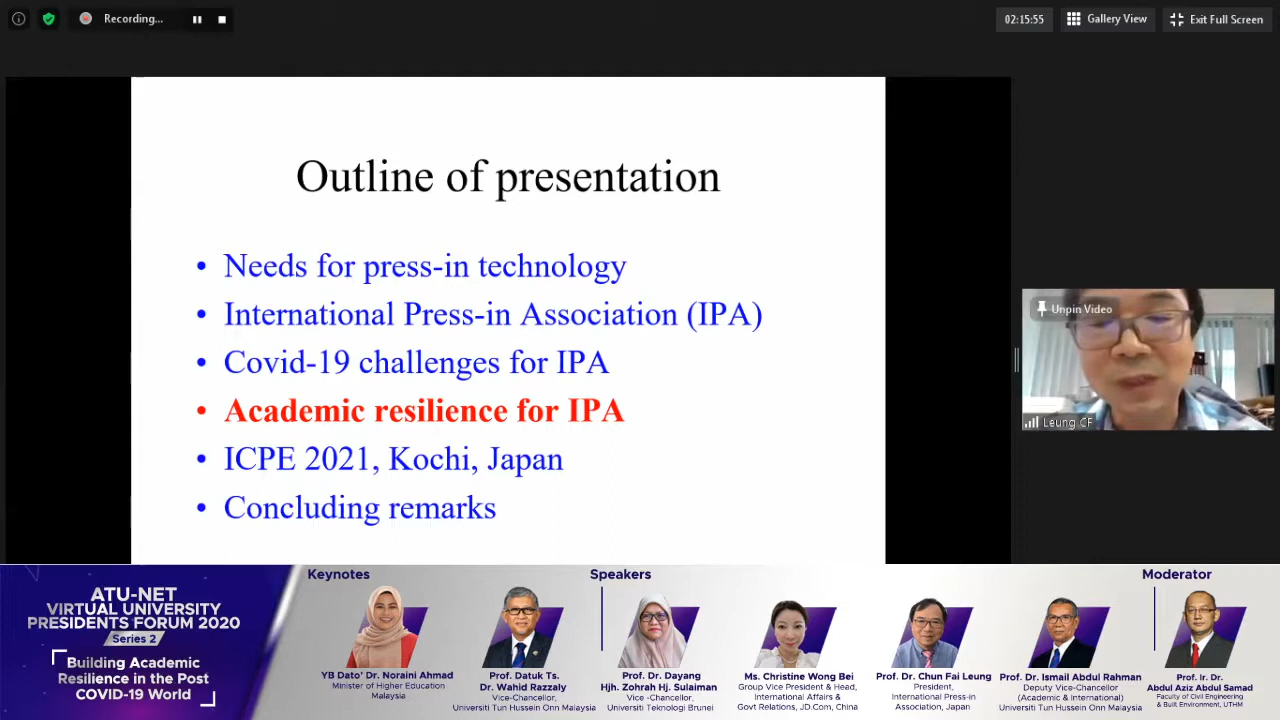 Recording...
02:15:55
Gallery View
Exit Full Screen
Outline of presentation
• Needs for press-in technology
• International Press-in Association (IPA)
• Covid-19 challenges for IPA
• Academic resilience for IPA
• ICPE 2021, Kochi, Japan
• Concluding remarks
Unpin Video
Leung CF
ATU-NET
VIRTUAL UNIVERSITY
PRESIDENTS FORUM 2020
Series 2
Building Academic
Resilience in the Post
COVID-19 World
Keynotes
YB Dato' Dr. Noraini Ahmad
Minister of Higher Education
Malaysia
Prof. Datuk Ts.
Dr. Wahid Razzaly
Vice-Chancellor,
Universiti Tun Hussein Onn Malaysia
Speakers
Prof. Dr. Dayang
Hjh. Zohrah Hj. Sulaiman
Vice -Chancellor,
Universiti Teknologi Brunei
Ms. Christine Wong Bei
Group Vice President & Head,
International Affairs &
Govt Relations, JD.Com, China
Prof. Dr. Chun Fai Leung
President,
International Press-in
Association, Japan
Prof. Dr. Ismail Abdul Rahman
Deputy Vice-Chancellor
(Academic & International)
Universiti Tun Hussein Onn Malaysia
Moderator
Prof. Ir. Dr.
Abdul Aziz Abdul Samad
Faculty of Civil Engineering
& Built Environment, UTHM